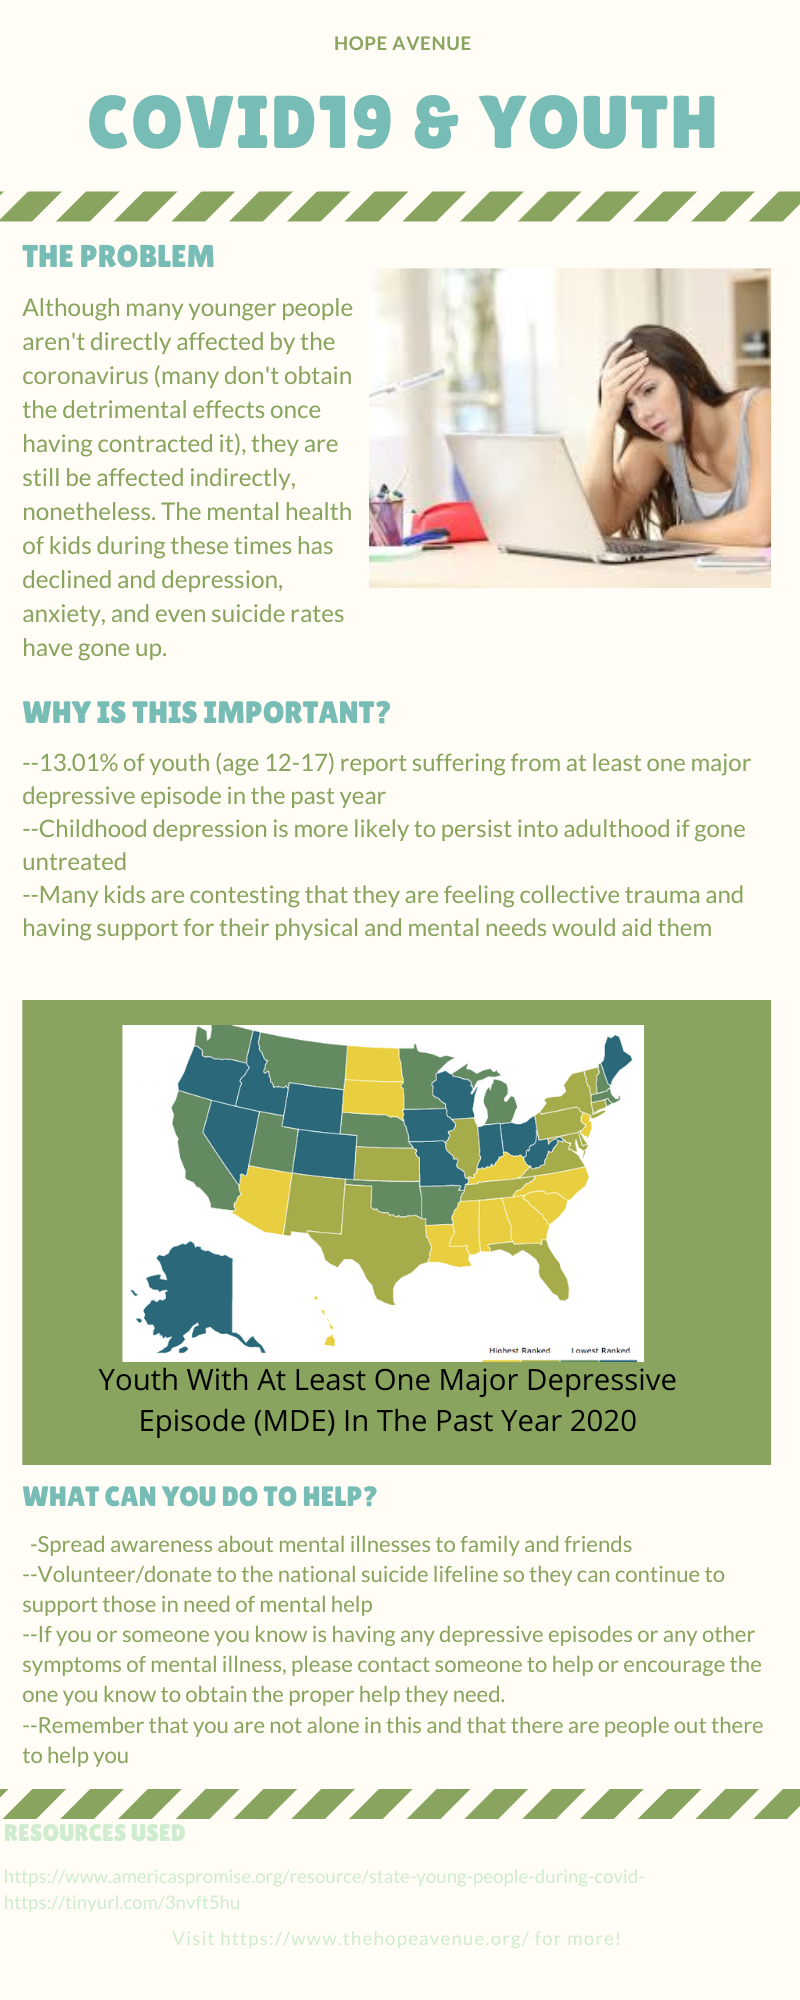 HOPE AVENUE
COVID19 & YOUTH
THE PROBLEM
Although many younger people
aren't directly affected by the
coronavirus (many don't obtain
the detrimental effects once
having contracted it), they are
still be affected indirectly,
nonetheless. The mental health
of kids during these times has
declined and depression,
anxiety, and even suicide rates
have gone up.
WHY IS THIS IMPORTANT?
--13.01% of youth (age 12-17) report suffering from at least one major
depressive episode in the past year
--Childhood depression is more likely to persist into adulthood if gone
untreated
--Many kids are contesting that they are feeling collective trauma and
having support for their physical and mental needs would aid them
Highest Ranked Lowest Ranked
Youth With At Least One Major Depressive
Episode (MDE) In The Past Year 2020
WHAT CAN YOU DO TO HELP?
-Spread awareness about mental illnesses to family and friends
--Volunteer/donate to the national suicide lifeline so they can continue to
support those in need of mental help
--If you or someone you know is having any depressive episodes or any other
symptoms of mental illness, please contact someone to help or encourage the
one you know to obtain the proper help they need.
--Remember that you are not alone in this and that there are people out there
to help you
RESOURCES USED
https://www.americaspromise.org/resource/state-young-people-during-covid-
https://tinyurl.com/3nvft5hu
Visit https://www.thehopeavenue.org/ for more!